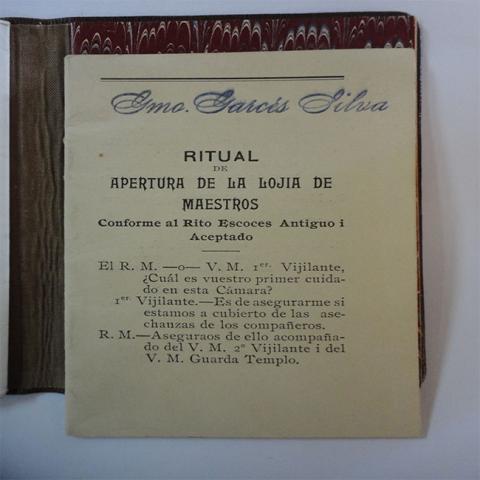 Gmo. Garcés Silva
RITUAL
DE
APERTURA DE LA LOJIA DE
MAESTROS
Conforme al Rito Escoces Antiguo i
Aceptado
El R. M. —o— V. M. 1er. Vijilante,
¿Cuál es vuestro primer cuida-
do en esta Cámara?
1er. Vijilante.—Es de asegurarme si
estamos a cubierto de las ase-
chanzas de los compañeros.
R. M.—Aseguraos de ello acompaña-
do del V. M. 2º Vijilante i del
V. M. Guarda Templo.